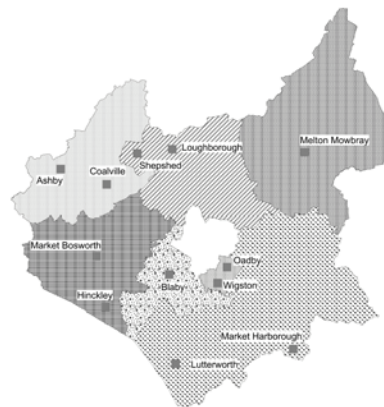 Melton Mowbray
Loughborough
Shepshed
Ashby
Coalville
Market Bosworth
Oadby
Blaby
Wigston
Hinckley
Market Harborough
Lutterworth